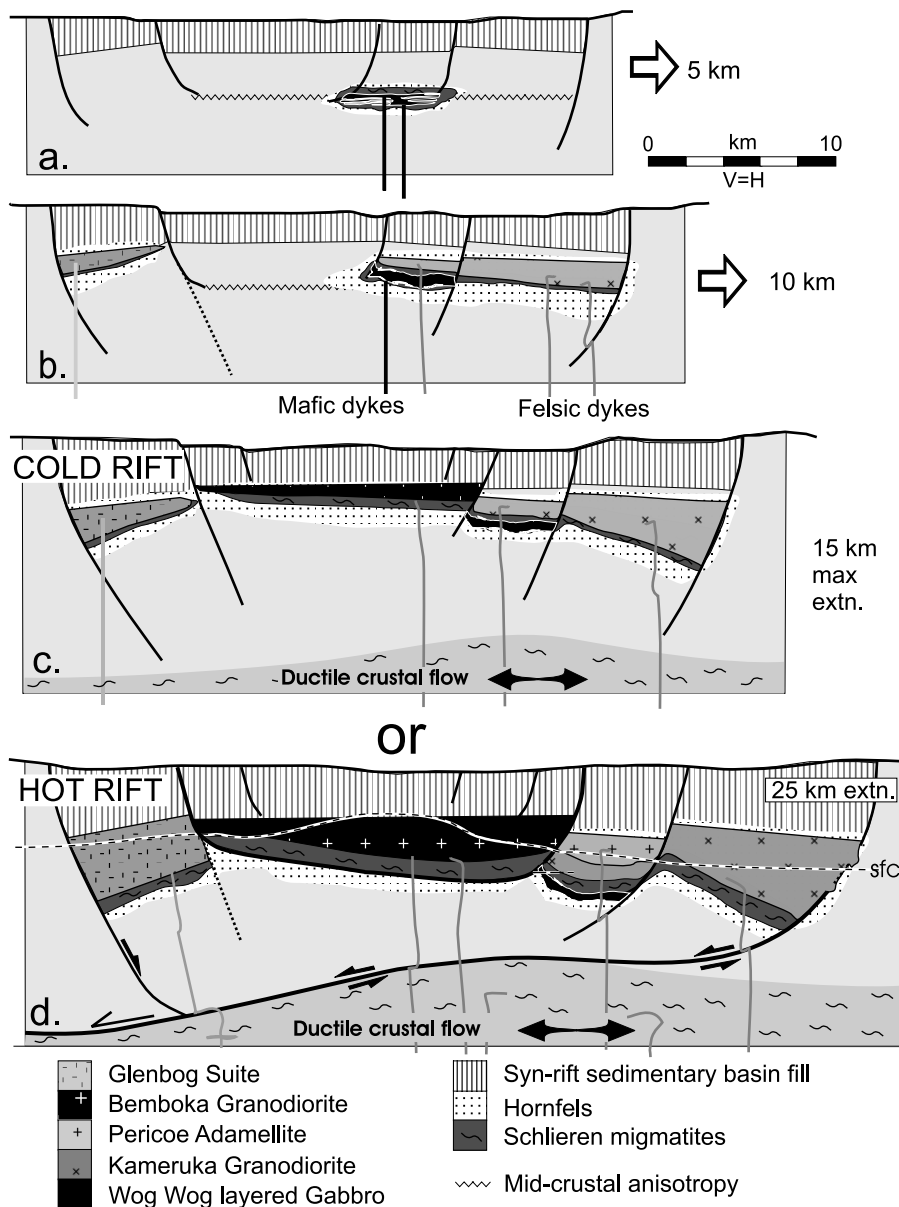 a.
5 km
0 km 10
V=H
b.
10 km
Mafic dykes
Felsic dykes
COLD RIFT
15 km
max
extn.
c.
Ductile crustal flow
or
HOT RIFT
25 km extn.
sfc
d.
Ductile crustal flow
Glenbog Suite
Bemboka Granodiorite
Pericoe Adamellite
Kameruka Granodiorite
Wog Wog layered Gabbro
Syn-rift sedimentary basin fill
Hornfels
Schlieren migmatites
Mid-crustal anisotropy